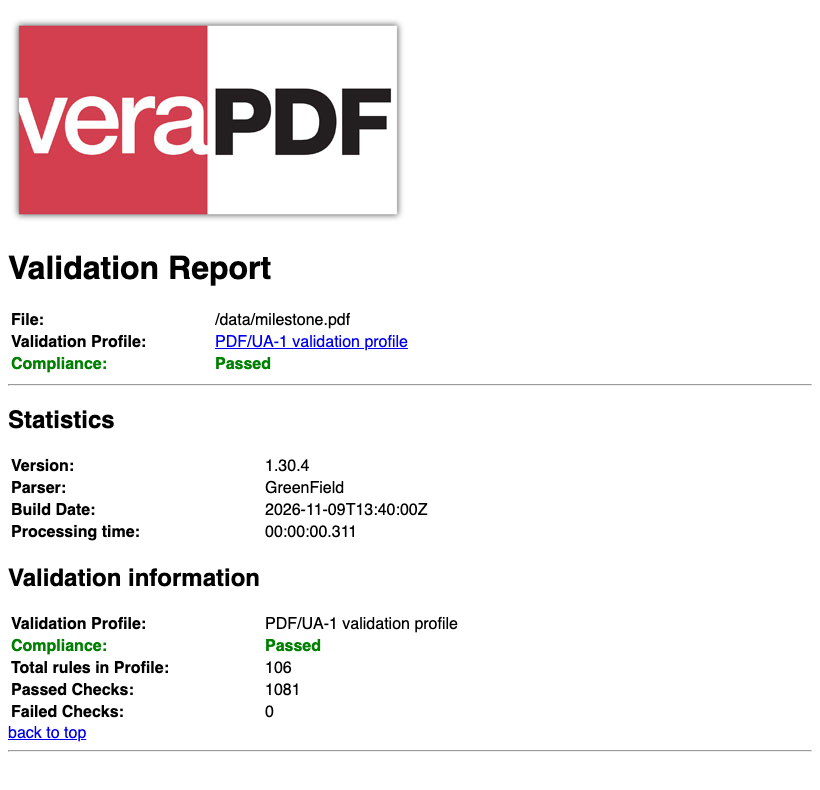 veraPDF
Validation Report
File: /data/milestone.pdf
Validation Profile: PDF/UA-1 validation profile
Compliance: Passed
Statistics
Version: 1.30.4
Parser: GreenField
Build Date: 2026-11-09T13:40:00Z
Processing time: 00:00:00.311
Validation information
Validation Profile: PDF/UA-1 validation profile
Compliance: Passed
Total rules in Profile: 106
Passed Checks: 1081
Failed Checks: 0
back to top